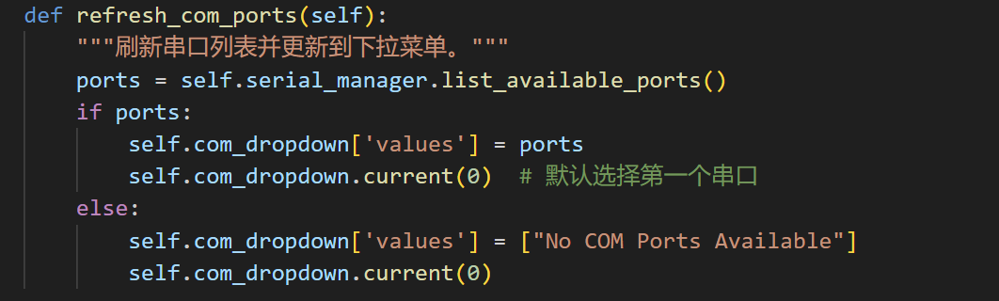 def refresh_com_ports(self):
    """刷新串口列表并更新到下拉菜单。"""
    ports = self.serial_manager.list_available_ports()
    if ports:
        self.com_dropdown['values'] = ports
        self.com_dropdown.current(0)  # 默认选择第一个串口
    else:
        self.com_dropdown['values'] = ["No COM Ports Available"]
        self.com_dropdown.current(0)